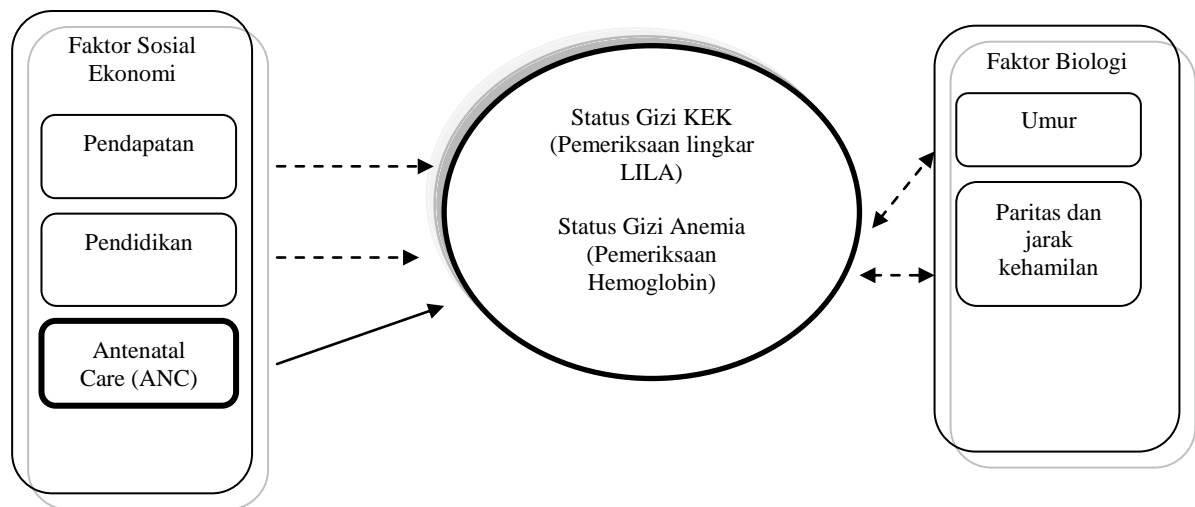 Faktor Sosial
Ekonomi
Pendapatan
Pendidikan
Antenatal
Care (ANC)
Status Gizi KEK
(Pemeriksaan lingkar
LILA)
Status Gizi Anemia
(Pemeriksaan
Hemoglobin)
Faktor Biologi
Umur
Paritas dan
jarak
kehamilan